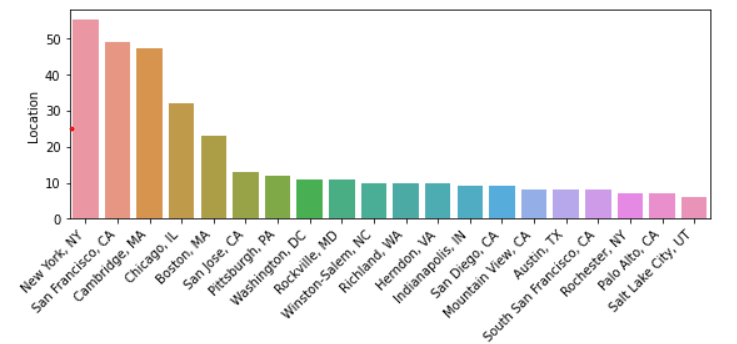 50
40
30
20
10
0
Location
New York, NY
San Francisco, CA
Cambridge, MA
Chicago, IL
Boston, MA
San Jose, CA
Pittsburgh, PA
Washington, DC
Rockville, MD
Winston-Salem, NC
Richland, WA
Herndon, VA
Indianapolis, IN
San Diego, CA
Mountain View, CA
Austin, TX
South San Francisco, CA
Rochester, NY
Palo Alto, CA
Salt Lake City, UT